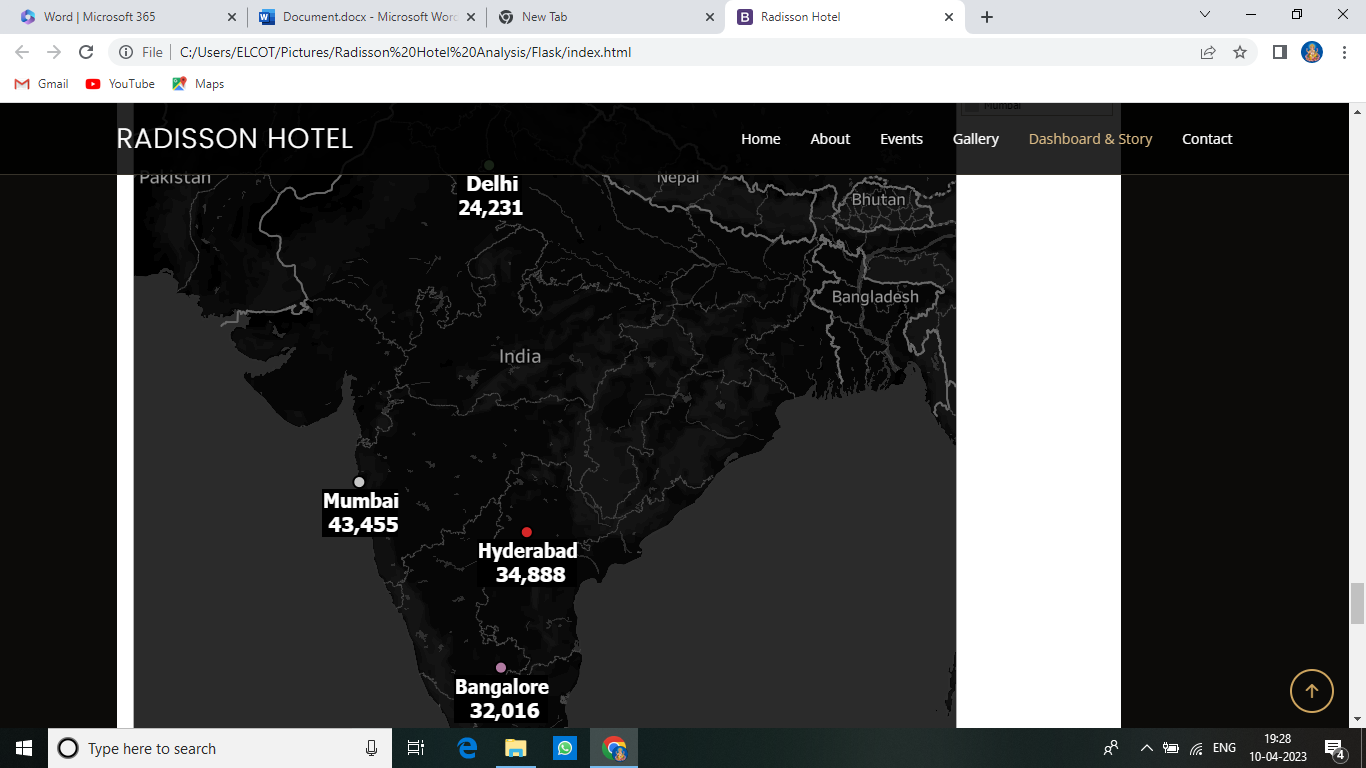 Word | Microsoft 365
Document.docx - Microsoft Word
New Tab
Radisson Hotel
File
C:/Users/ELCOT/Pictures/Radisson%20Hotel%20Analysis/Flask/index.html
Gmail
YouTube
Maps
Mumbai
RADISSON HOTEL
Home
About
Events
Gallery
Dashboard & Story
Contact
Pakistan
Nepal
Delhi
24,231
Bhutan
Bangladesh
India
Mumbai
43,455
Hyderabad
34,888
Bangalore
32,016
Type here to search
ENG
19:28
10-04-2023
4